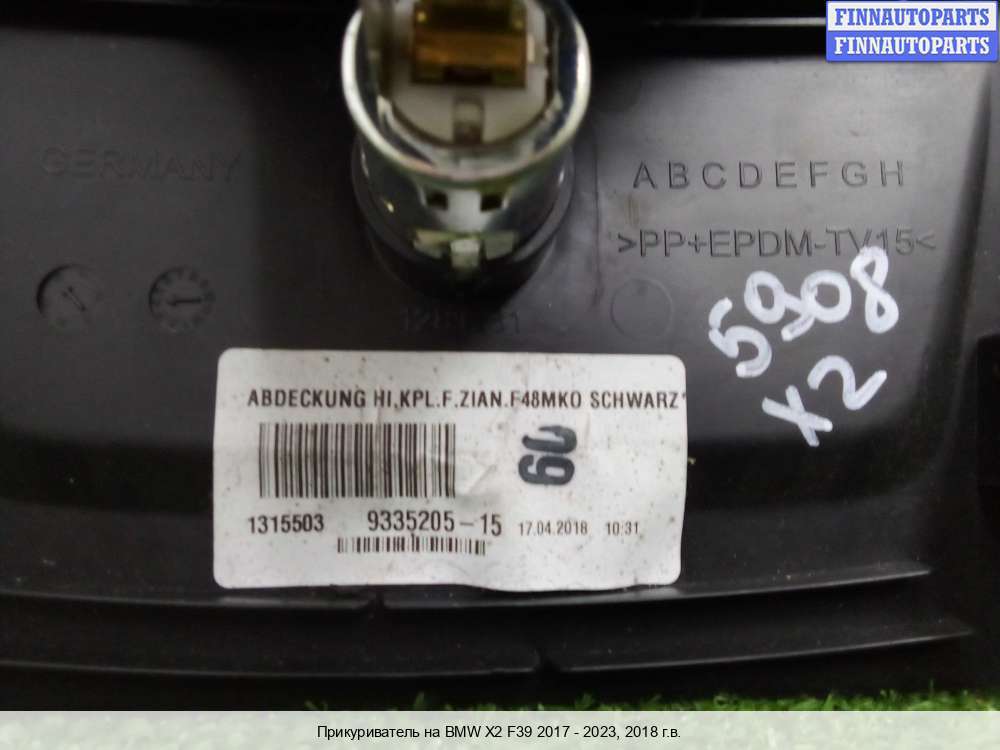 FINNAUTOPARTS
FINNAUTOPARTS
GERMANY
ABCDEFGH
>PP+EPDM-TV15<
5908
X2
ABDECKUNG HI,KPL.F.ZIAN.F48MKO SCHWARZ
60
1315503 9335205-15 17.04.2018 10:31
Прикуриватель на BMW X2 F39 2017 - 2023, 2018 г.в.